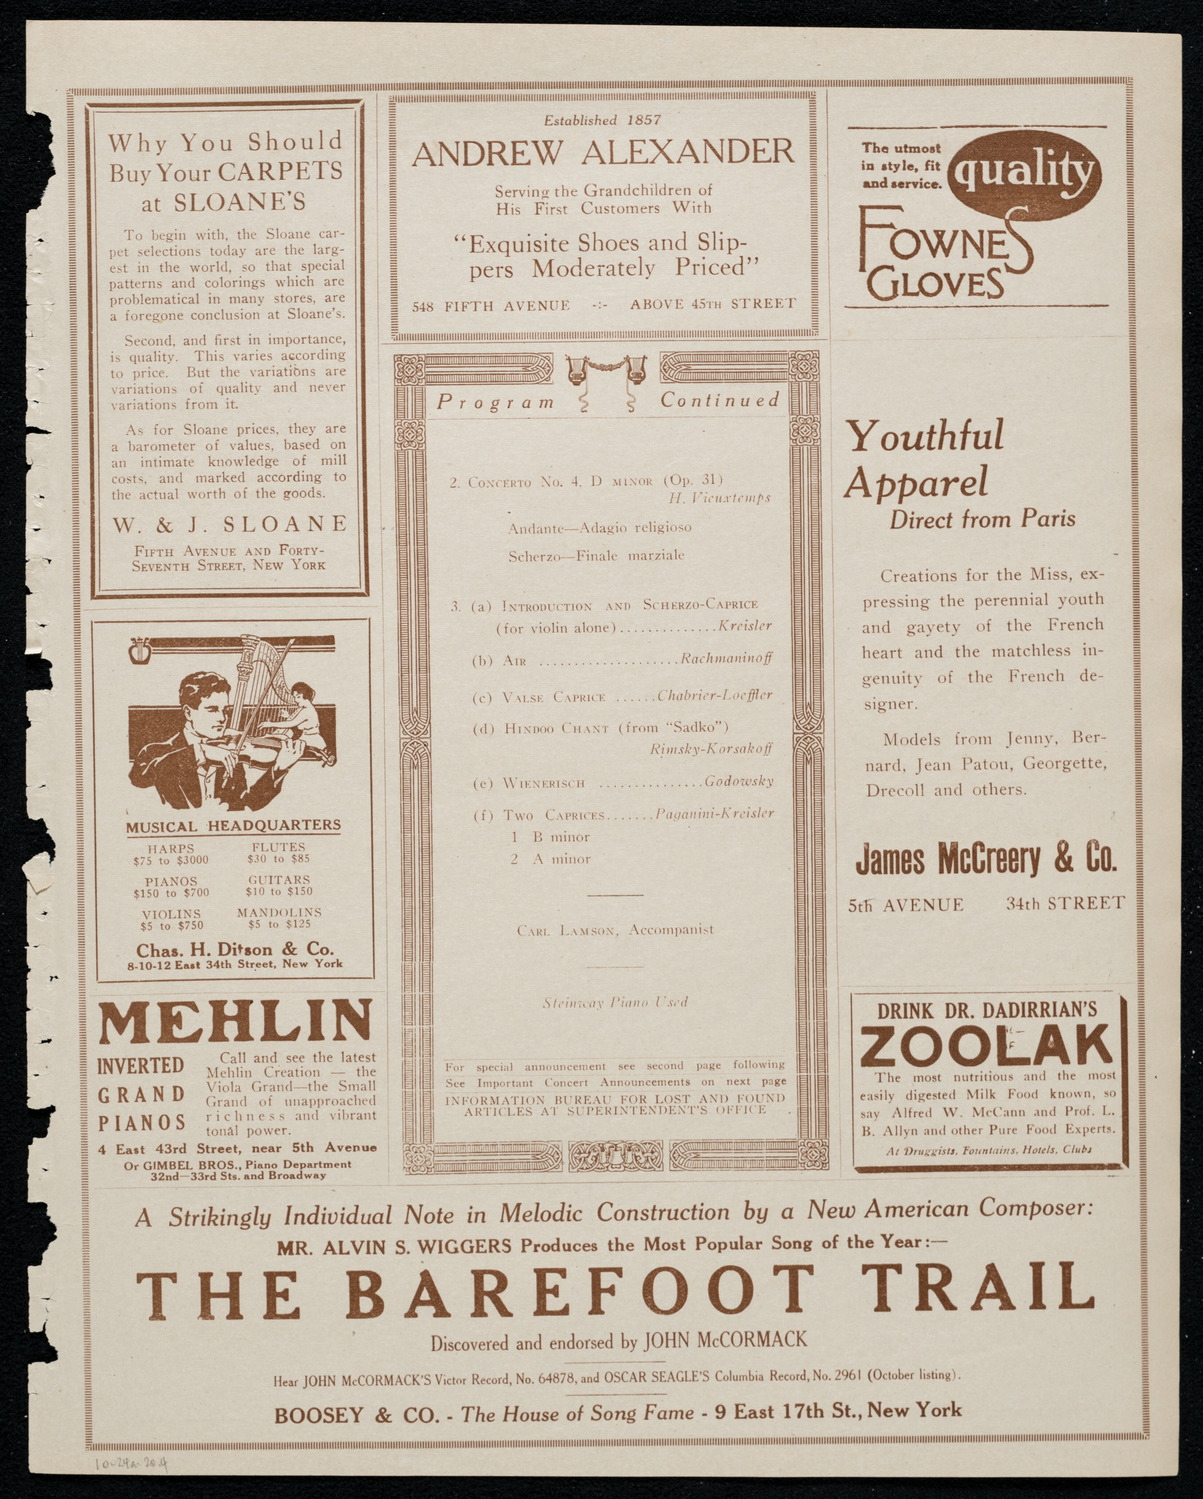 Why You Should
Buy Your CARPETS
at SLOANE'S
To begin with, the Sloane car-
pet selections today are the larg-
est in the world, so that special
patterns and colorings which are
problematical in many stores, are
a foregone conclusion at Sloane's.
Second, and first in importance,
is quality. This varies according
to price. But the variations are
variations of quality and never
variations from it.
As for Sloane prices, they are
a barometer of values, based on
an intimate knowledge of mill
costs, and marked according to
the actual worth of the goods.
W. & J. SLOANE
FIFTH AVENUE AND FORTY-
SEVENTH STREET, NEW YORK
MUSICAL HEADQUARTERS
HARPS
$75 to $3000
FLUTES
$30 to $85
PIANOS
$150 to $700
GUITARS
$10 to $150
VIOLINS
$5 to $750
MANDOLINS
$5 to $125
Chas. H. Ditson & Co.
8-10-12 East 34th Street, New York
MEHLIN
INVERTED
GRAND
PIANOS
Call and see the latest
Mehlin Creation — the
Viola Grand—the Small
Grand of unapproached
richness and vibrant
tonal power.
4 East 43rd Street, near 5th Avenue
Or GIMBEL BROS., Piano Department
32nd—33rd Sts. and Broadway
Established 1857
ANDREW ALEXANDER
Serving the Grandchildren of
His First Customers With
"Exquisite Shoes and Slip-
pers Moderately Priced"
548 FIFTH AVENUE -:- ABOVE 45TH STREET
Program Continued
2. CONCERTO No. 4, D MINOR (Op. 31)
H. Vieuxtemps
Andante—Adagio religioso
Scherzo—Finale marziale
3. (a) INTRODUCTION AND SCHERZO-CAPRICE
(for violin alone)..............Kreisler
(b) AIR ....................Rachmaninoff
(c) VALSE CAPRICE ......Chabrier-Loeffler
(d) HINDOO CHANT (from "Sadko")
Rimsky-Korsakoff
(e) WIENERISCH ...............Godowsky
(f) TWO CAPRICES.......Paganini-Kreisler
1 B minor
2 A minor
CARL LAMSON, Accompanist
Steinway Piano Used
For special announcement see second page following
See Important Concert Announcements on next page
INFORMATION BUREAU FOR LOST AND FOUND
ARTICLES AT SUPERINTENDENT'S OFFICE
The utmost
in style, fit
and service.
quality
FOWNES
GLOVES
Youthful
Apparel
Direct from Paris
Creations for the Miss, ex-
pressing the perennial youth
and gayety of the French
heart and the matchless in-
genuity of the French de-
signer.
Models from Jenny, Ber-
nard, Jean Patou, Georgette,
Drecoll and others.
James McCreery & Co.
5th AVENUE 34th STREET
DRINK DR. DADIRRIAN'S
ZOOLAK
The most nutritious and the most
easily digested Milk Food known, so
say Alfred W. McCann and Prof. L.
B. Allyn and other Pure Food Experts.
At Druggists, Fountains, Hotels, Clubs
A Strikingly Individual Note in Melodic Construction by a New American Composer:
MR. ALVIN S. WIGGERS Produces the Most Popular Song of the Year:—
THE BAREFOOT TRAIL
Discovered and endorsed by JOHN McCORMACK
Hear JOHN McCORMACK'S Victor Record, No. 64878, and OSCAR SEAGLE'S Columbia Record, No. 2961 (October listing).
BOOSEY & CO. - The House of Song Fame - 9 East 17th St., New York